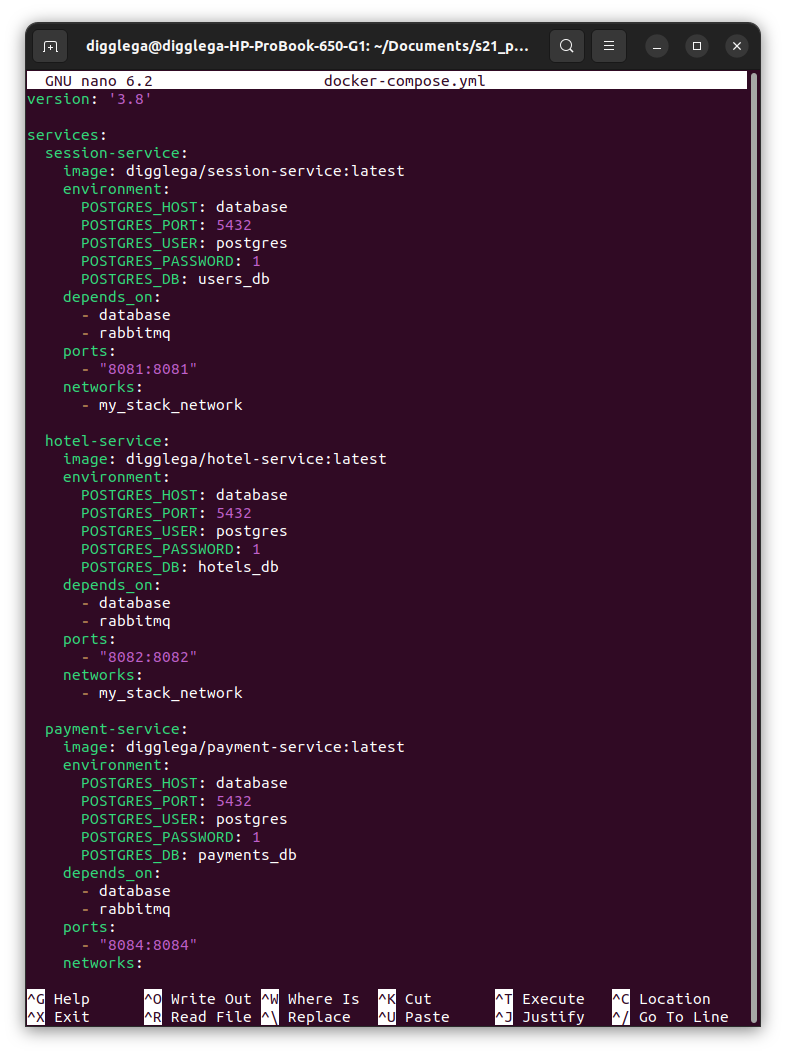 digglega@digglega-HP-ProBook-650-G1: ~/Documents/s21_p...
GNU nano 6.2 docker-compose.yml
version: '3.8'

services:
  session-service:
    image: digglega/session-service:latest
    environment:
      POSTGRES_HOST: database
      POSTGRES_PORT: 5432
      POSTGRES_USER: postgres
      POSTGRES_PASSWORD: 1
      POSTGRES_DB: users_db
    depends_on:
      - database
      - rabbitmq
    ports:
      - "8081:8081"
    networks:
      - my_stack_network

  hotel-service:
    image: digglega/hotel-service:latest
    environment:
      POSTGRES_HOST: database
      POSTGRES_PORT: 5432
      POSTGRES_USER: postgres
      POSTGRES_PASSWORD: 1
      POSTGRES_DB: hotels_db
    depends_on:
      - database
      - rabbitmq
    ports:
      - "8082:8082"
    networks:
      - my_stack_network

  payment-service:
    image: digglega/payment-service:latest
    environment:
      POSTGRES_HOST: database
      POSTGRES_PORT: 5432
      POSTGRES_USER: postgres
      POSTGRES_PASSWORD: 1
      POSTGRES_DB: payments_db
    depends_on:
      - database
      - rabbitmq
    ports:
      - "8084:8084"
    networks:

^G Help ^O Write Out ^W Where Is ^K Cut ^T Execute ^C Location
^X Exit ^R Read File ^\ Replace ^U Paste ^J Justify ^/ Go To Line